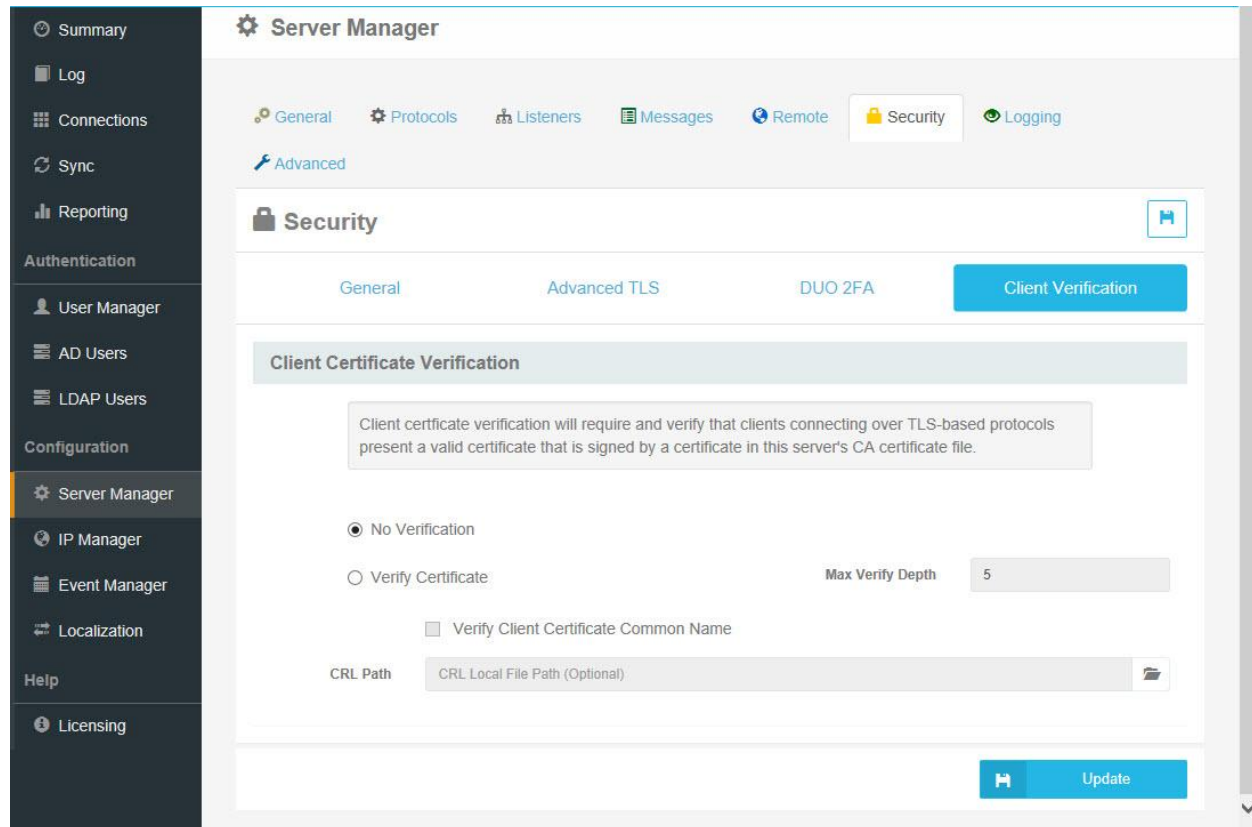 Summary
Log
Connections
Sync
Reporting
Authentication
User Manager
AD Users
LDAP Users
Configuration
Server Manager
IP Manager
Event Manager
Localization
Help
Licensing
Server Manager
General Protocols Listeners Messages Remote Security Logging
Advanced
Security
General Advanced TLS DUO 2FA Client Verification
Client Certificate Verification
Client certficate verification will require and verify that clients connecting over TLS-based protocols
present a valid certificate that is signed by a certificate in this server's CA certificate file.
No Verification
Verify Certificate Max Verify Depth 5
Verify Client Certificate Common Name
CRL Path CRL Local File Path (Optional)
Update